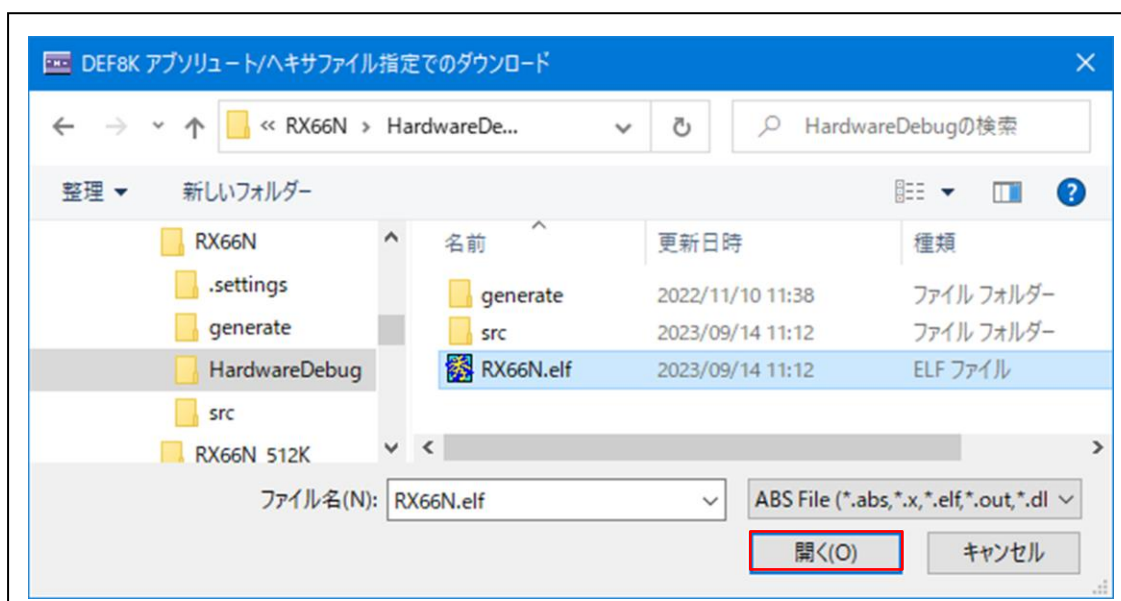 DEF8K アブソリュート/ヘキサファイル指定でのダウンロード
« RX66N › HardwareDe... HardwareDebugの検索
整理 新しいフォルダー
RX66N 名前 更新日時 種類
.settings generate 2022/11/10 11:38 ファイル フォルダー
generate src 2023/09/14 11:12 ファイル フォルダー
HardwareDebug RX66N.elf 2023/09/14 11:12 ELF ファイル
src
RX66N_512K
ファイル名(N): RX66N.elf ABS File (*.abs,*.x,*.elf,*.out,*.dl
開く(O) キャンセル